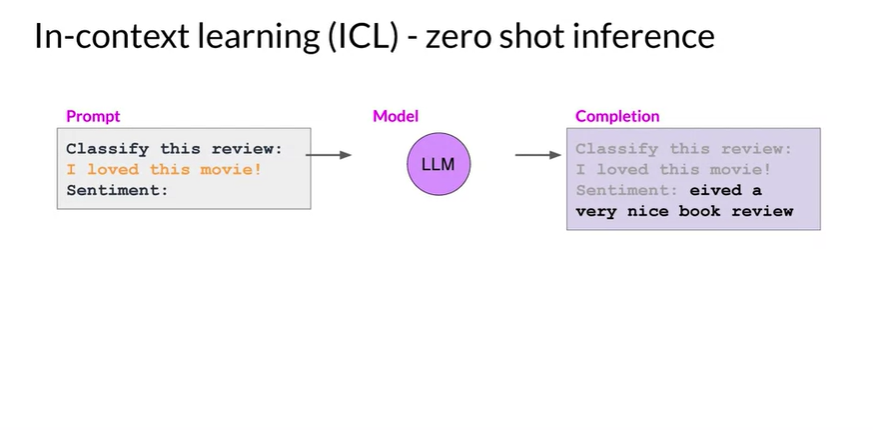 In-context learning (ICL) - zero shot inference
Prompt
Model
Completion
Classify this review:
I loved this movie!
Sentiment:
LLM
Classify this review:
I loved this movie!
Sentiment: eived a
very nice book review